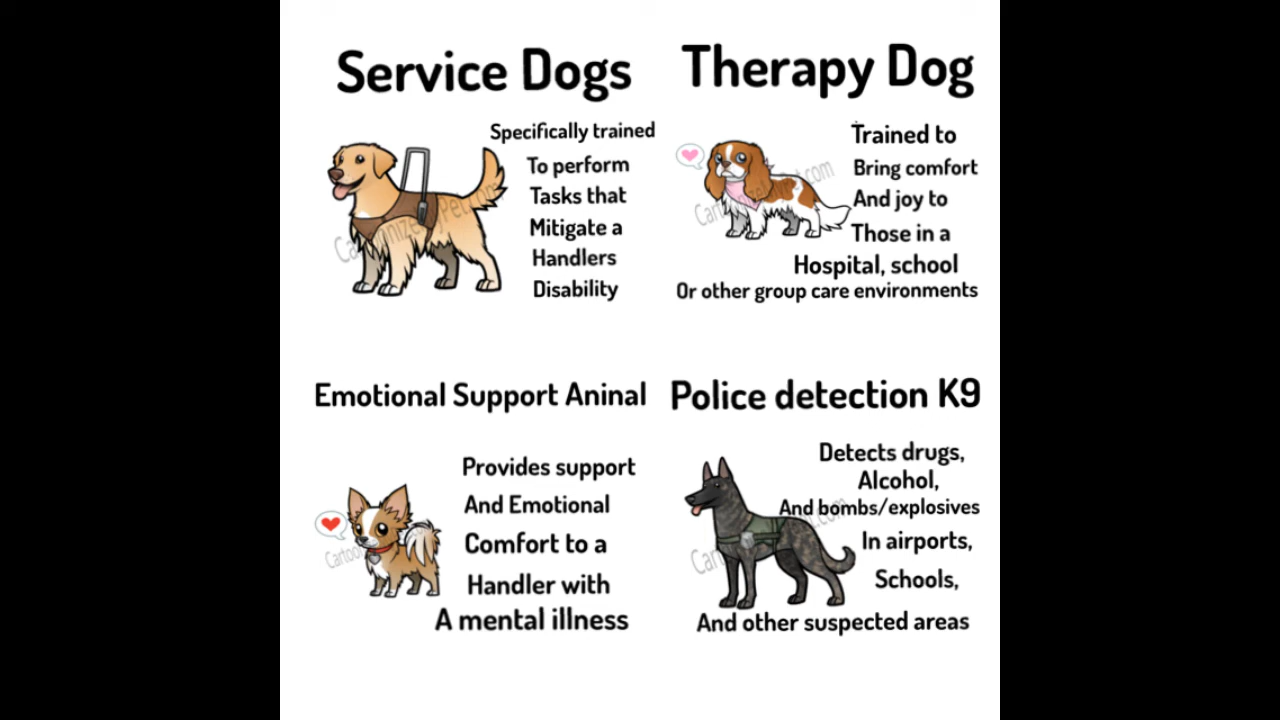 Service Dogs
Specifically trained
To perform
Tasks that
Mitigate a
Handlers
Disability
Therapy Dog
Trained to
Bring comfort
And joy to
Those in a
Hospital, school
Or other group care environments
Emotional Support Aninal
Provides support
And Emotional
Comfort to a
Handler with
A mental illness
Police detection K9
Detects drugs,
Alcohol,
And bombs/explosives
In airports,
Schools,
And other suspected areas